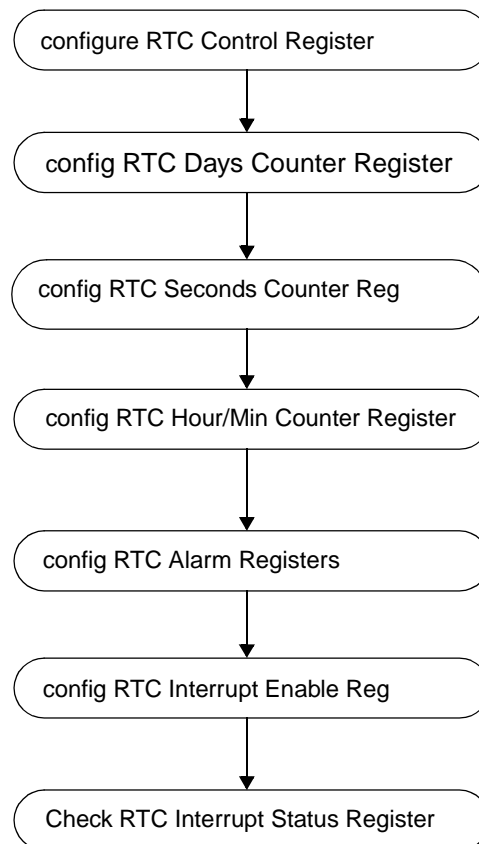 configure RTC Control Register
config RTC Days Counter Register
config RTC Seconds Counter Reg
config RTC Hour/Min Counter Register
config RTC Alarm Registers
config RTC Interrupt Enable Reg
Check RTC Interrupt Status Register